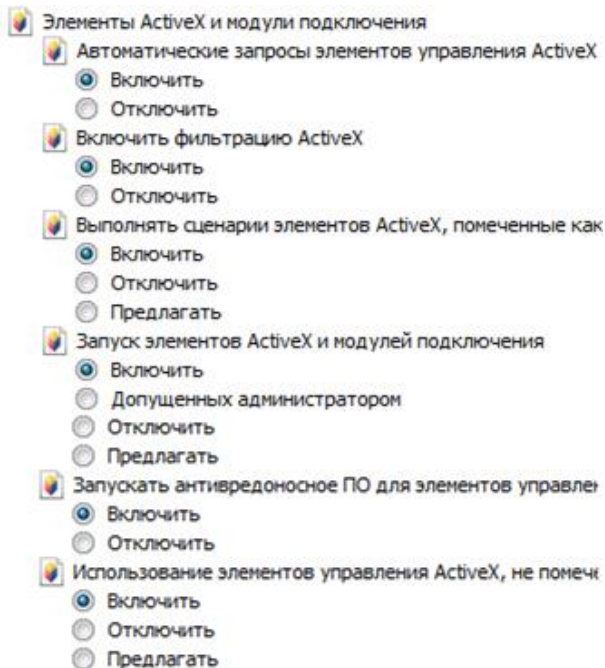 Элементы ActiveX и модули подключения
Автоматические запросы элементов управления ActiveX
Включить
Отключить
Включить фильтрацию ActiveX
Включить
Отключить
Выполнять сценарии элементов ActiveX, помеченные как
Включить
Отключить
Предлагать
Запуск элементов ActiveX и модулей подключения
Включить
Допущенных администратором
Отключить
Предлагать
Запускать антивредоносное ПО для элементов управлен
Включить
Отключить
Использование элементов управления ActiveX, не помече
Включить
Отключить
Предлагать